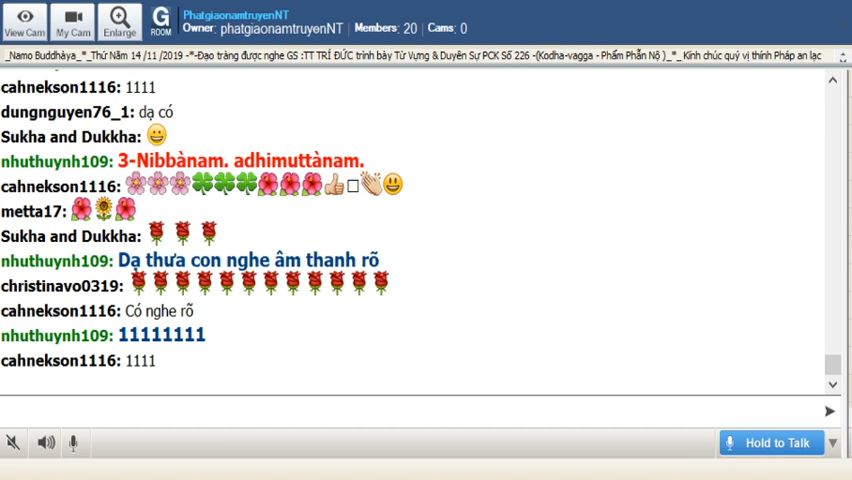 View Cam
My Cam
Enlarge
G
ROOM
PhatgiaonamtruyenNT
Owner: phatgiaonamtruyenNT Members: 20 Cams: 0
_Namo Buddhàya_*_Thứ Năm 14 /11 /2019 -*-Đạo tràng được nghe GS :TT TRÍ ĐỨC trình bày Từ Vựng & Duyên Sự PCK Số 226 -(Kodha-vagga - Phẩm Phẫn Nộ )_*_ Kính chúc quý vị thính Pháp an lạc
cahnekson1116: 1111
dungnguyen76_1: dạ có
Sukha and Dukkha: 😀
nhuthuynh109: 3-Nibbànam. adhimuttànam.
cahnekson1116: 🌸🌸🌸🍀🍀🍀🌺🌺🌺👍□👏😃
metta17: 🌺🌻🌺
Sukha and Dukkha: 🌹🌹🌹
nhuthuynh109: Dạ thưa con nghe âm thanh rõ
christinavo0319: 🌹🌹🌹🌹🌹🌹🌹🌹🌹🌹🌹🌹
cahnekson1116: Có nghe rõ
nhuthuynh109: 11111111
cahnekson1116: 1111
Hold to Talk